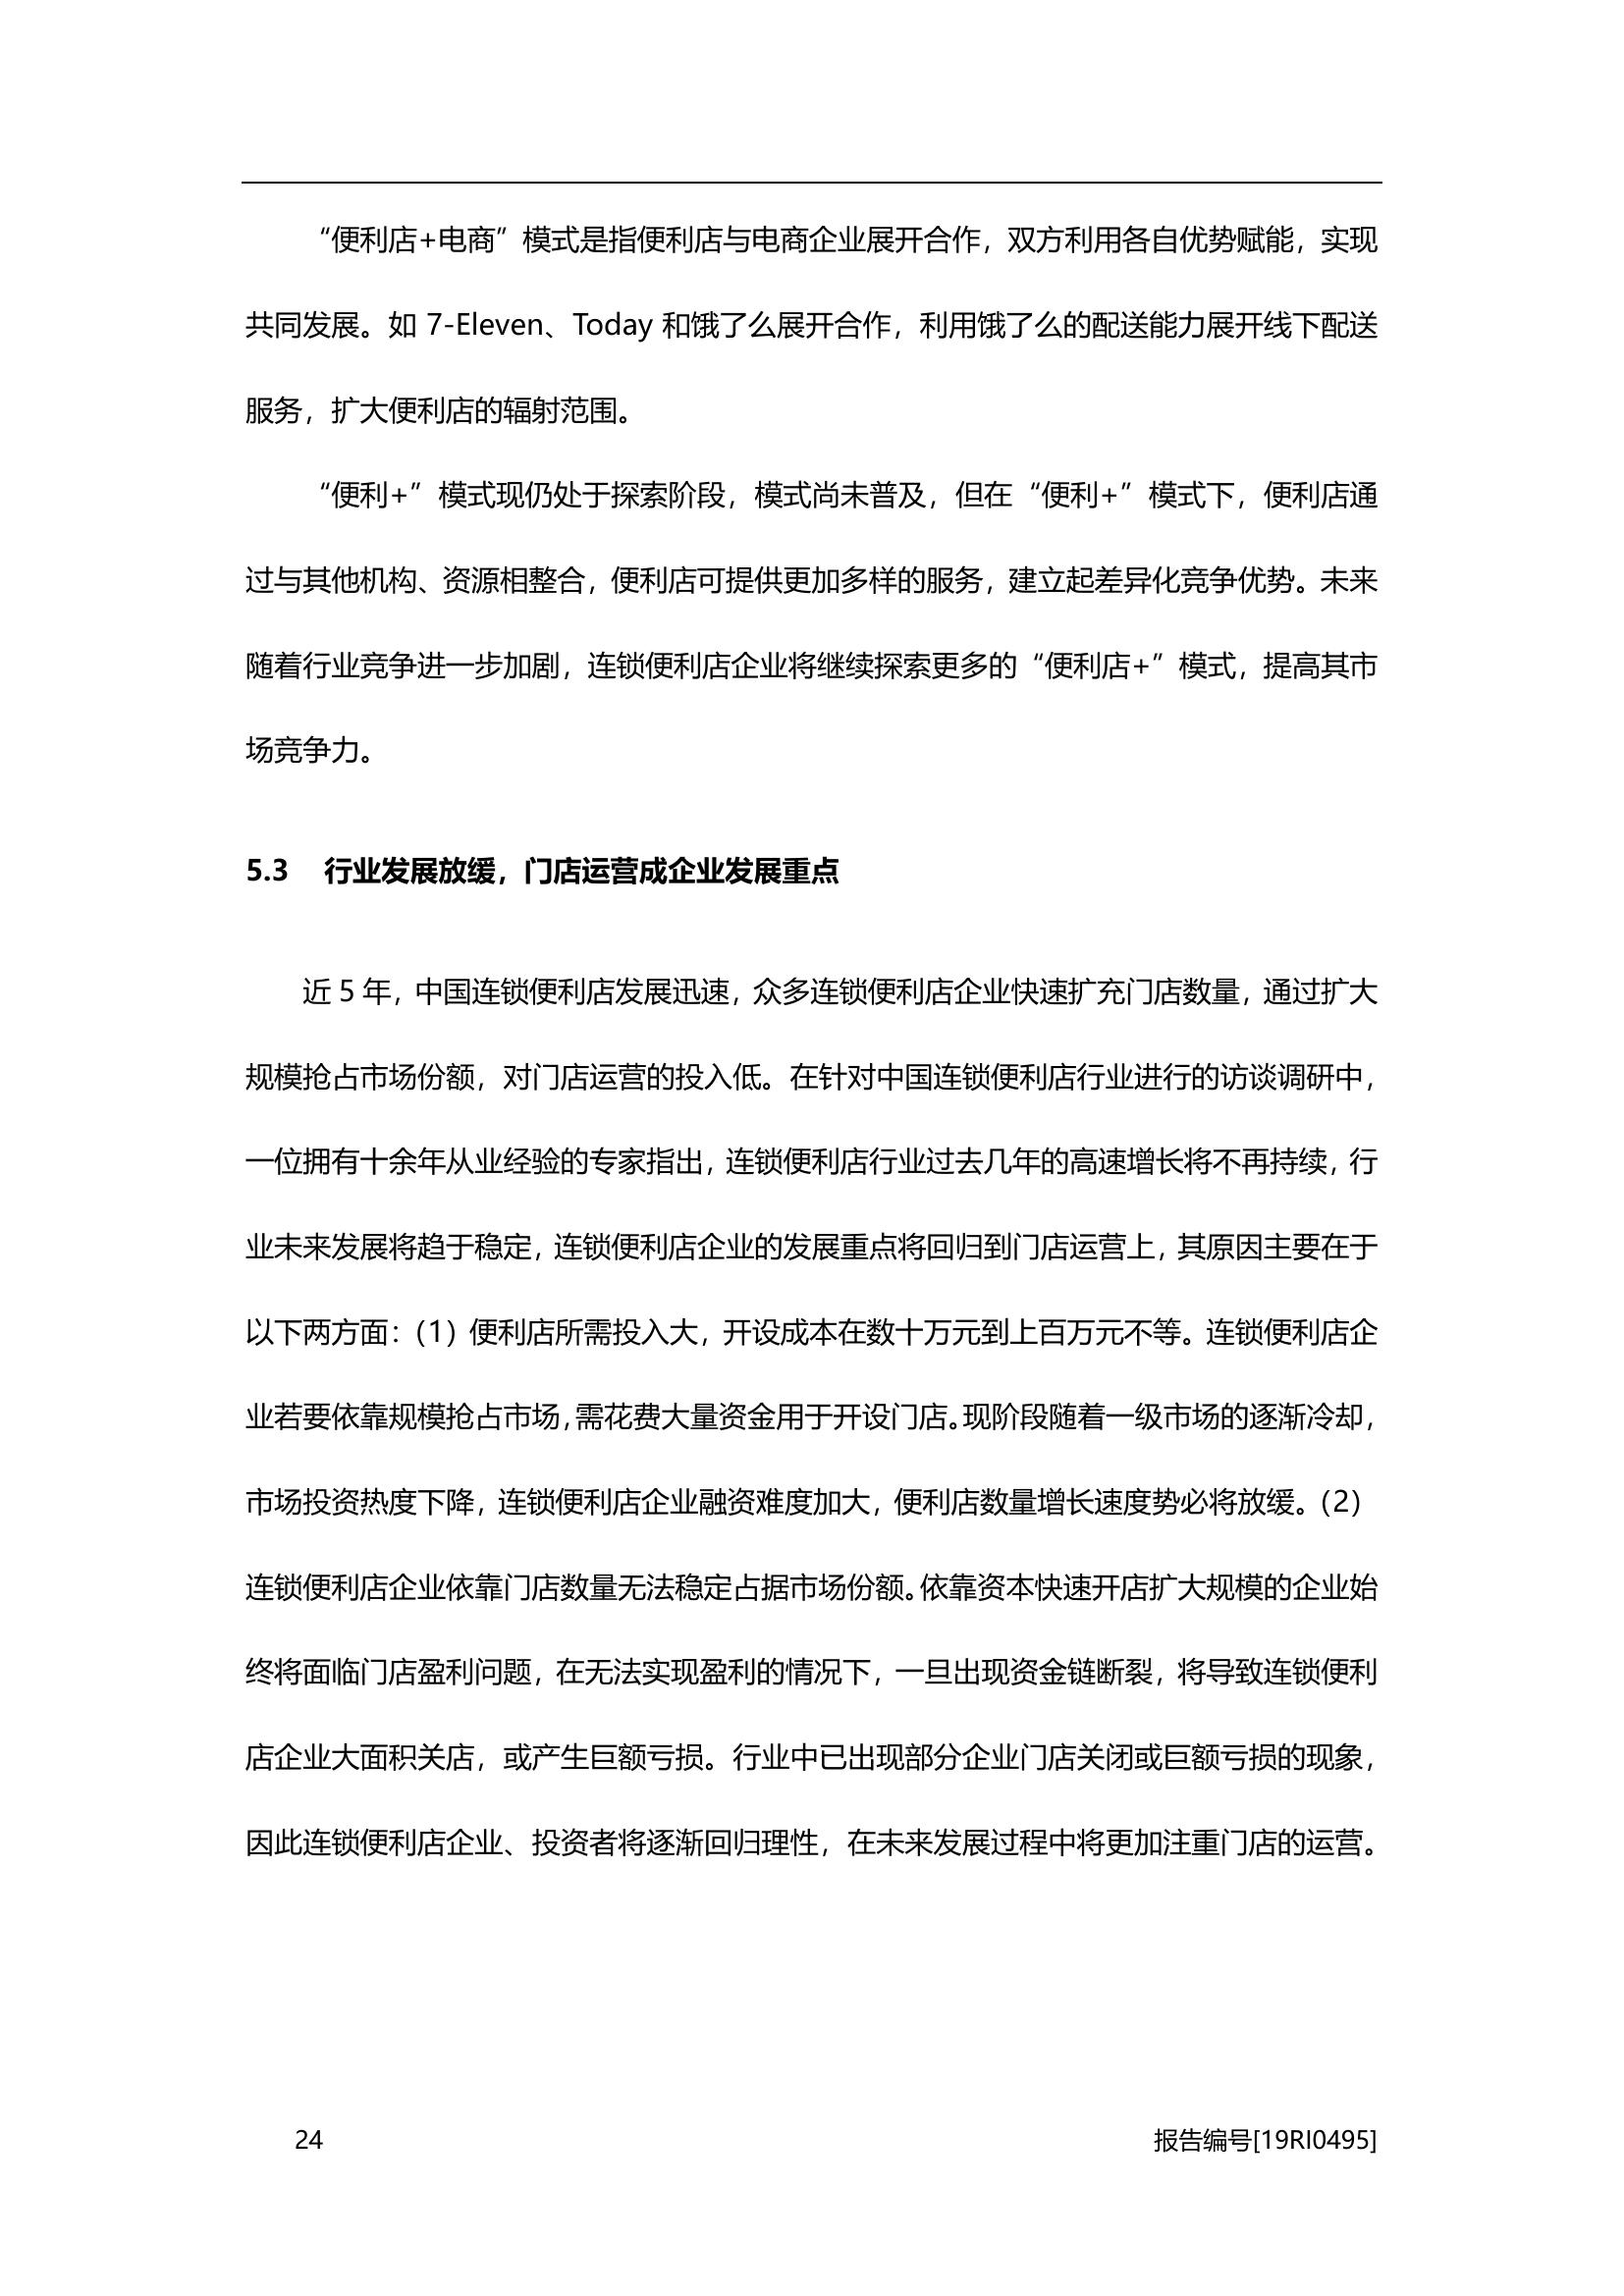 “便利店+电商”模式是指便利店与电商企业展开合作，双方利用各自优势赋能，实现
共同发展。如 7-Eleven、Today 和饿了么展开合作，利用饿了么的配送能力展开线下配送
服务，扩大便利店的辐射范围。
“便利+”模式现仍处于探索阶段，模式尚未普及，但在“便利+”模式下，便利店通
过与其他机构、资源相整合，便利店可提供更加多样的服务，建立起差异化竞争优势。未来
随着行业竞争进一步加剧，连锁便利店企业将继续探索更多的“便利店+”模式，提高其市
场竞争力。
5.3 行业发展放缓，门店运营成企业发展重点
近 5 年，中国连锁便利店发展迅速，众多连锁便利店企业快速扩充门店数量，通过扩大
规模抢占市场份额，对门店运营的投入低。在针对中国连锁便利店行业进行的访谈调研中，
一位拥有十余年从业经验的专家指出，连锁便利店行业过去几年的高速增长将不再持续，行
业未来发展将趋于稳定，连锁便利店企业的发展重点将回归到门店运营上，其原因主要在于
以下两方面：（1）便利店所需投入大，开设成本在数十万元到上百万元不等。连锁便利店企
业若要依靠规模抢占市场，需花费大量资金用于开设门店。现阶段随着一级市场的逐渐冷却，
市场投资热度下降，连锁便利店企业融资难度加大，便利店数量增长速度势必将放缓。（2）
连锁便利店企业依靠门店数量无法稳定占据市场份额。依靠资本快速开店扩大规模的企业始
终将面临门店盈利问题，在无法实现盈利的情况下，一旦出现资金链断裂，将导致连锁便利
店企业大面积关店，或产生巨额亏损。行业中已出现部分企业门店关闭或巨额亏损的现象，
因此连锁便利店企业、投资者将逐渐回归理性，在未来发展过程中将更加注重门店的运营。
24 报告编号[19RI0495]